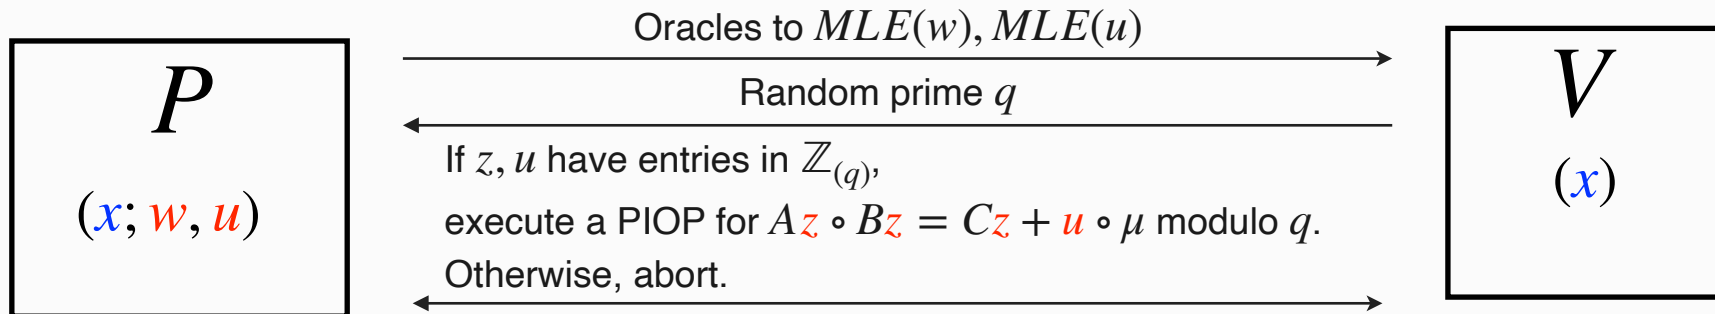 Oracles to MLE(w), MLE(u)
P
V
Random prime q
If z, u have entries in ℤ₍q₎,
(x; w, u)
(x)
execute a PIOP for Az ∘ Bz = Cz + u ∘ μ modulo q.
Otherwise, abort.